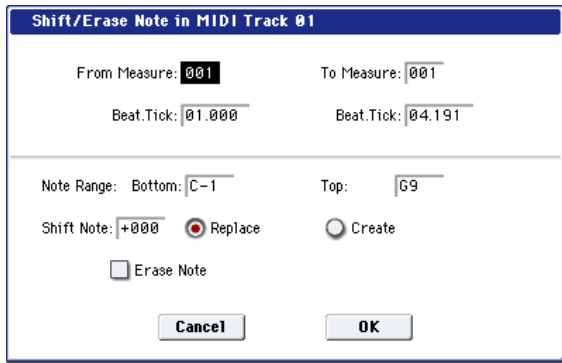 Shift/Erase Note in MIDI Track 01
From Measure: 001 To Measure: 001
Beat.Tick: 01.000 Beat.Tick: 04.191
Note Range: Bottom: C-1 Top: G9
Shift Note: +000 Replace Create
Erase Note
Cancel OK